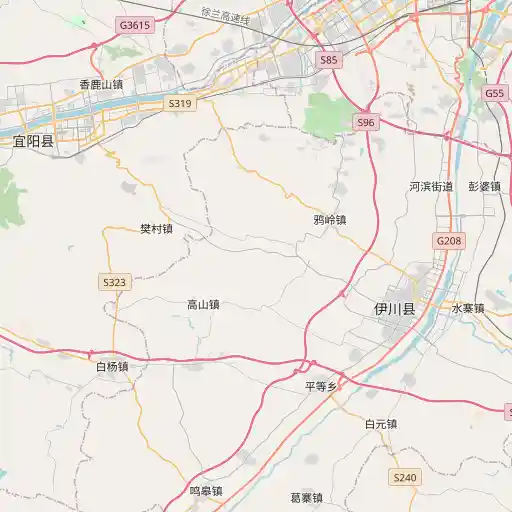 徐兰高速线
G3615
S85
香鹿山镇
G55
S319
S96
宜阳县
河滨街道
彭婆镇
鸦岭镇
樊村镇
G208
S323
高山镇
伊川县
水寨镇
白杨镇
平等乡
S
白元镇
S240
鸣皋镇
葛寨镇